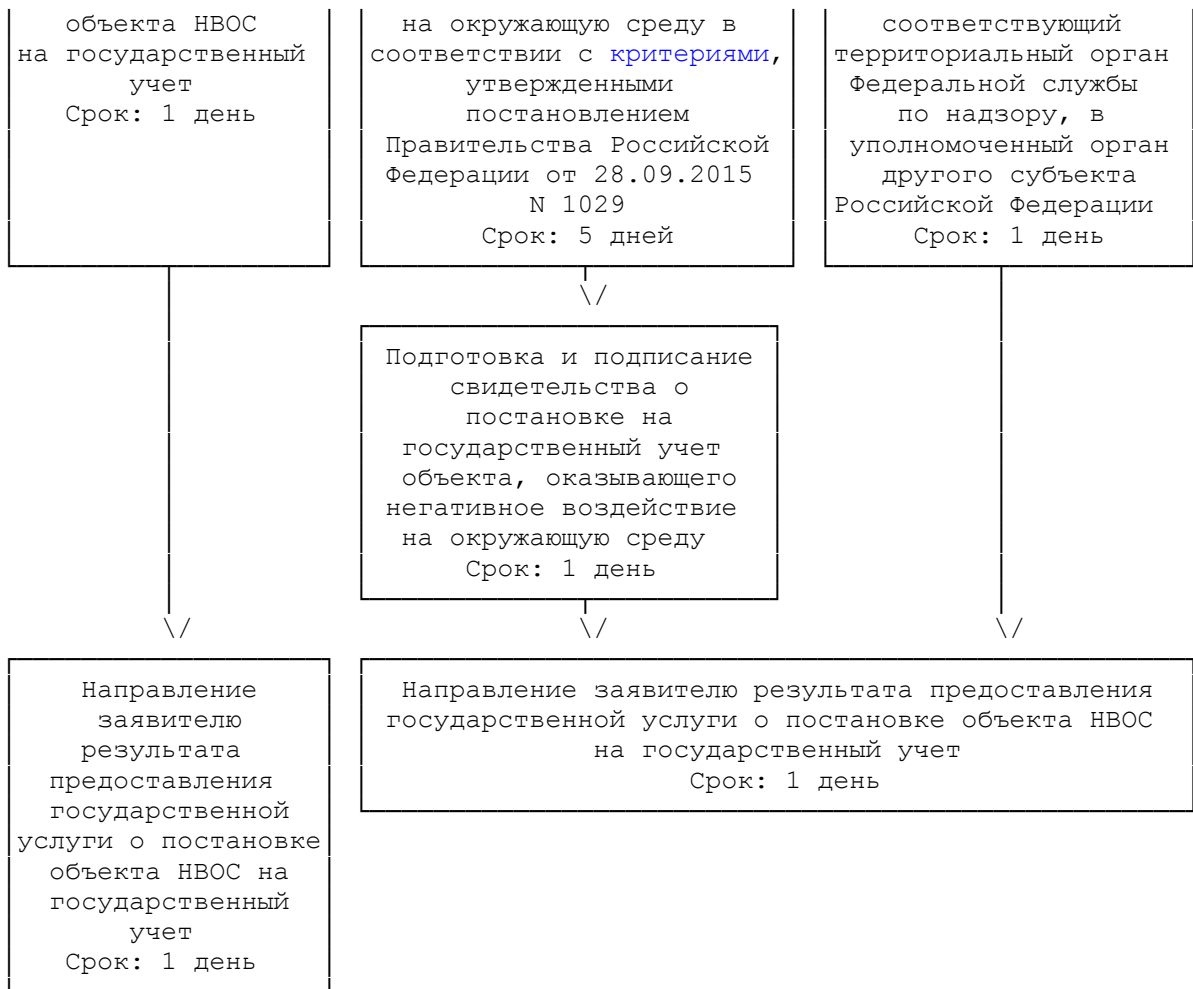 объекта НВОС
на государственный
учет
Срок: 1 день
на окружающую среду в
соответствии с критериями,
утвержденными
постановлением
Правительства Российской
Федерации от 28.09.2015
N 1029
Срок: 5 дней
соответствующий
территориальный орган
Федеральной службы
по надзору, в
уполномоченный орган
другого субъекта
Российской Федерации
Срок: 1 день
\/
Подготовка и подписание
свидетельства о
постановке на
государственный учет
объекта, оказывающего
негативное воздействие
на окружающую среду
Срок: 1 день
\/ \/ \/
Направление
заявителю
результата
предоставления
государственной
услуги о постановке
объекта НВОС на
государственный
учет
Срок: 1 день
Направление заявителю результата предоставления
государственной услуги о постановке объекта НВОС
на государственный учет
Срок: 1 день